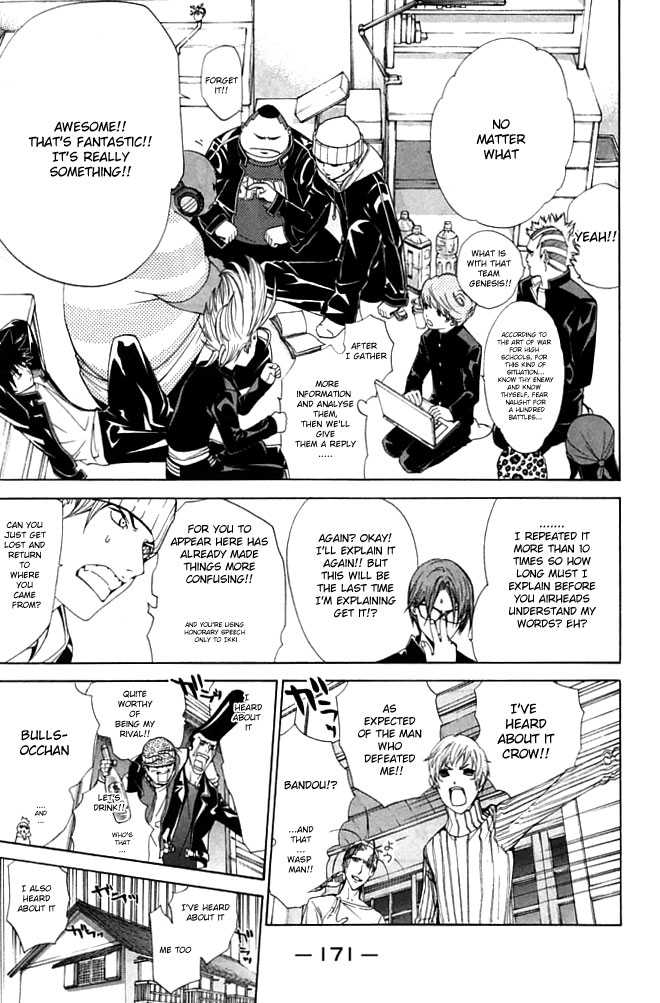 NO
MATTER
WHAT
YEAH!!
FORGET
IT!!
AWESOME!!
THAT'S FANTASTIC!!
IT'S REALLY
SOMETHING!!
WHAT IS
WITH THAT
TEAM
GENESIS!!
ACCORDING TO
THE ART OF WAR
FOR HIGH
SCHOOLS, FOR
THIS KIND OF
SITUATION...
KNOW THY ENEMY
AND KNOW
THYSELF, FEAR
NAUGHT FOR
A HUNDRED
BATTLES....
AFTER
I GATHER
MORE
INFORMATION
AND ANALYSE
THEM,
THEN WE'LL
GIVE
THEM A REPLY
.....
.......
I REPEATED IT
MORE THAN 10
TIMES SO HOW
LONG MUST I
EXPLAIN BEFORE
YOU AIRHEADS
UNDERSTAND MY
WORDS? EH?
AGAIN? OKAY!
I'LL EXPLAIN IT
AGAIN!! BUT
THIS WILL BE
THE LAST TIME
I'M EXPLAINING
GET IT!?
FOR YOU TO
APPEAR HERE HAS
ALREADY MADE
THINGS MORE
CONFUSING!!
AND YOU'RE USING
HONORARY SPEECH
ONLY TO IKKI
CAN YOU
JUST GET
LOST AND
RETURN
TO
WHERE
YOU
CAME
FROM?
I'VE
HEARD
ABOUT IT
CROW!!
AS
EXPECTED
OF THE MAN
WHO
DEFEATED
ME!!
BANDOU!?
...AND
THAT ...
WASP
MAN!!
I
HEARD
ABOUT
IT
QUITE
WORTHY
OF
BEING MY
RIVAL!!
LET'S
DRINK!!
WHO'S
THAT
...
BULLS-
OCCHAN
....
AND
...
I'VE HEARD
ABOUT IT
ME TOO
I ALSO
HEARD
ABOUT IT
— 171 —